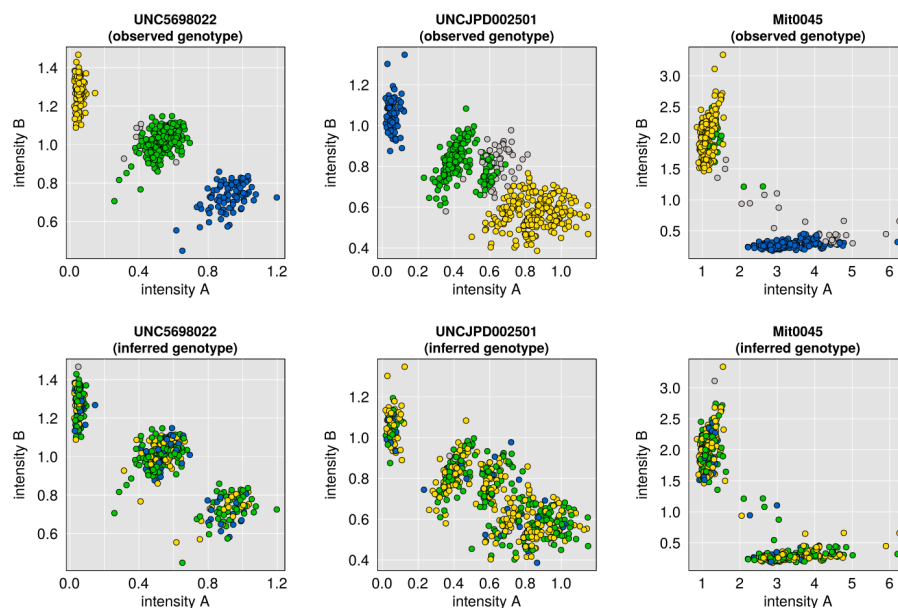 UNC5698022
(observed genotype)
1.4
1.2
1.0
0.8
0.6
intensity B
0.0 0.4 0.8 1.2
intensity A
UNCJPD002501
(observed genotype)
1.2
1.0
0.8
0.6
0.4
intensity B
0.0 0.2 0.4 0.6 0.8 1.0
intensity A
Mit0045
(observed genotype)
3.0
2.5
2.0
1.5
1.0
0.5
intensity B
1 2 3 4 5 6
intensity A
UNC5698022
(inferred genotype)
1.4
1.2
1.0
0.8
0.6
intensity B
0.0 0.4 0.8 1.2
intensity A
UNCJPD002501
(inferred genotype)
1.2
1.0
0.8
0.6
0.4
intensity B
0.0 0.2 0.4 0.6 0.8 1.0
intensity A
Mit0045
(inferred genotype)
3.0
2.5
2.0
1.5
1.0
0.5
intensity B
1 2 3 4 5 6
intensity A